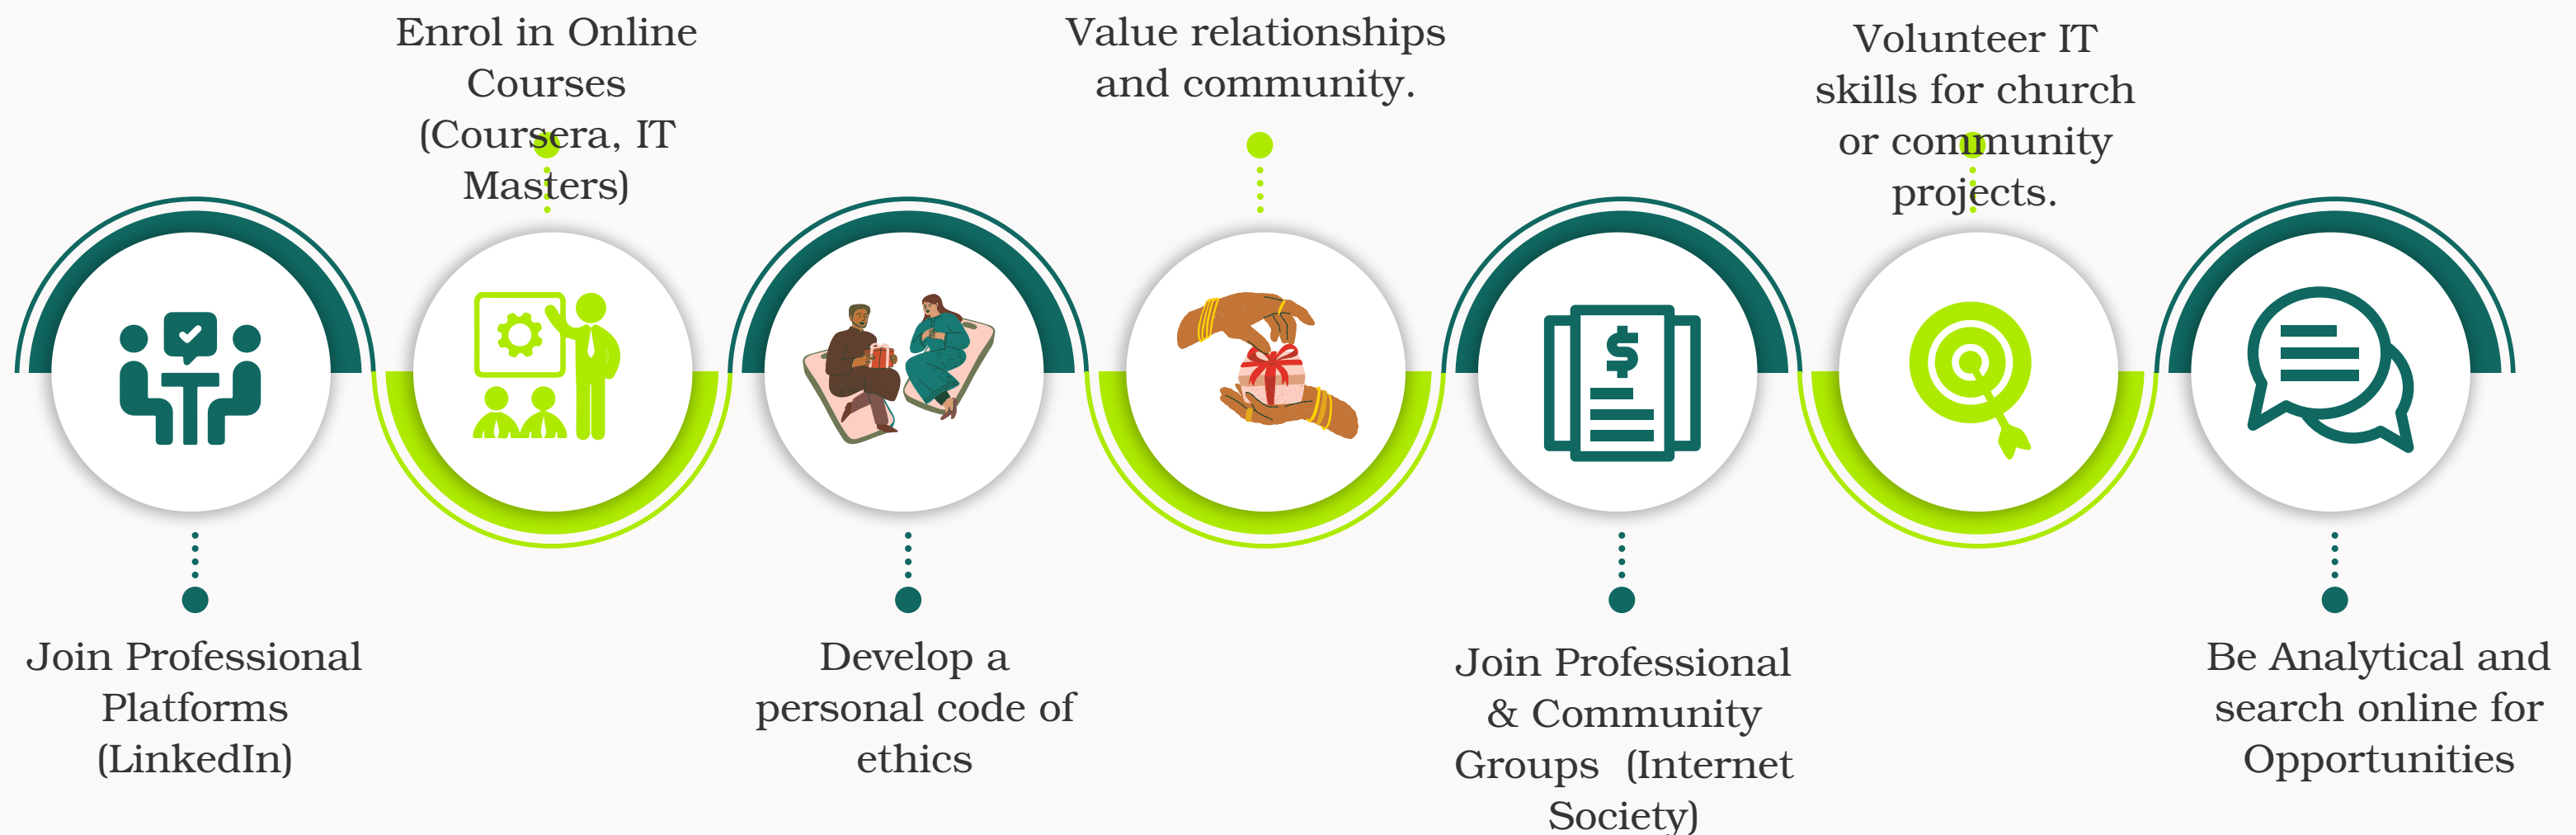 Join Professional
Platforms
(LinkedIn)
Enrol in Online
Courses
(Coursera, IT
Masters)
Develop a
personal code of
ethics
Value relationships
and community.
$
Join Professional
& Community
Groups (Internet
Society)
Volunteer IT
skills for church
or community
projects.
Be Analytical and
search online for
Opportunities